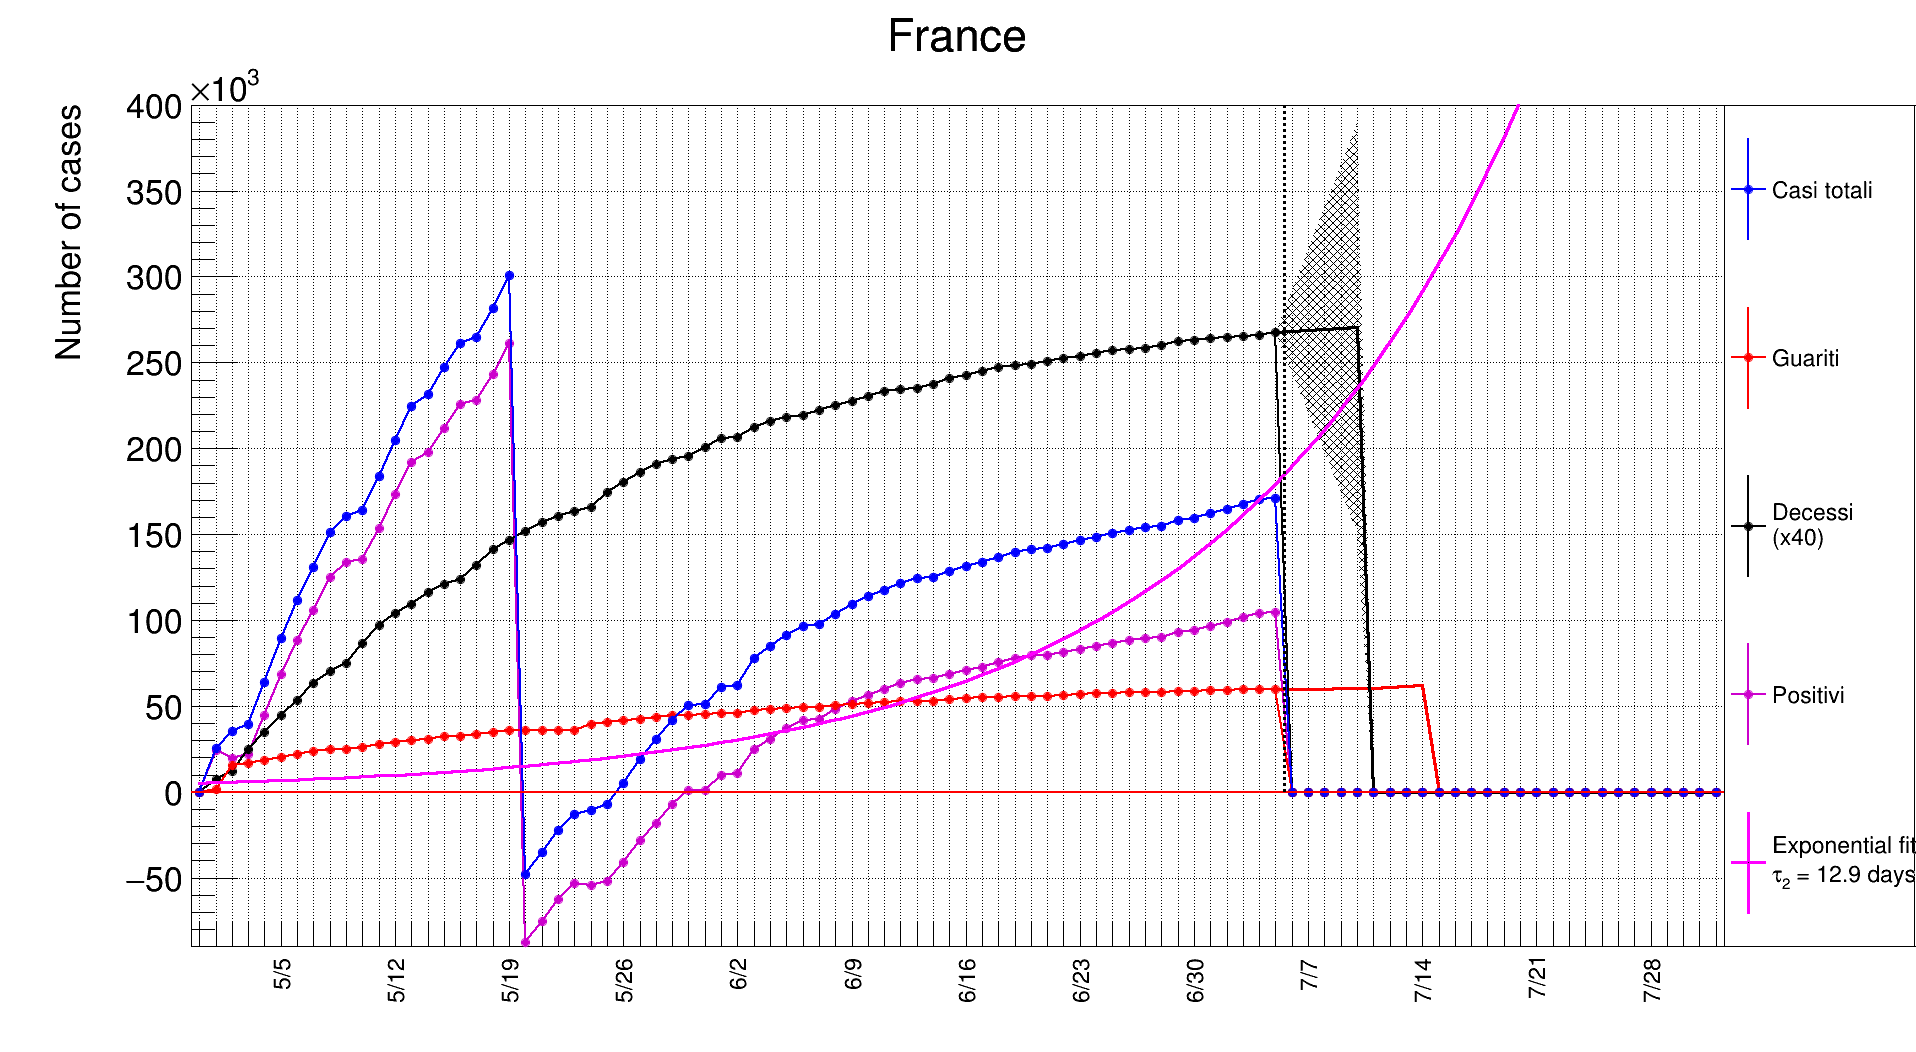 France
×10³
Number of cases
400
350
300
250
200
150
100
50
0
−50
5/5
5/12
5/19
5/26
6/2
6/9
6/16
6/23
6/30
7/7
7/14
7/21
7/28
Casi totali
Guariti
Decessi
(x40)
Positivi
Exponential fit
τ₂ = 12.9 days